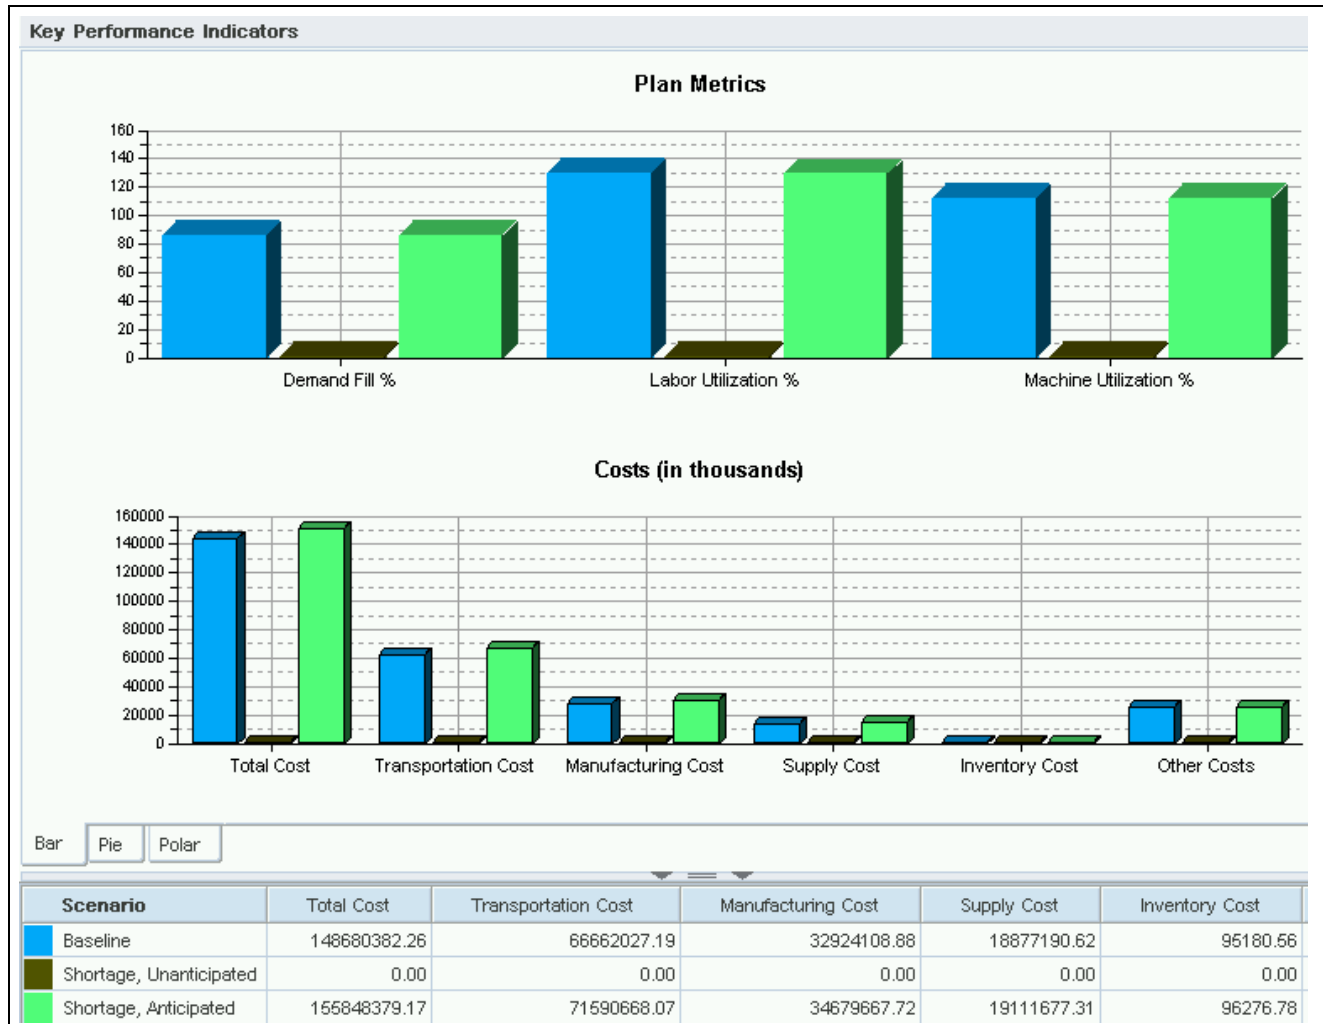 Key Performance Indicators
Plan Metrics
160
140
120
100
80
60
40
20
0
Demand Fill % Labor Utilization % Machine Utilization %
Costs (in thousands)
160000
140000
120000
100000
80000
60000
40000
20000
0
Total Cost Transportation Cost Manufacturing Cost Supply Cost Inventory Cost Other Costs
Bar Pie Polar
Scenario Total Cost Transportation Cost Manufacturing Cost Supply Cost Inventory Cost
Baseline 148680382.26 66662027.19 32924108.88 18877190.62 95180.56
Shortage, Unanticipated 0.00 0.00 0.00 0.00 0.00
Shortage, Anticipated 155848379.17 71590668.07 34679667.72 19111677.31 96276.78